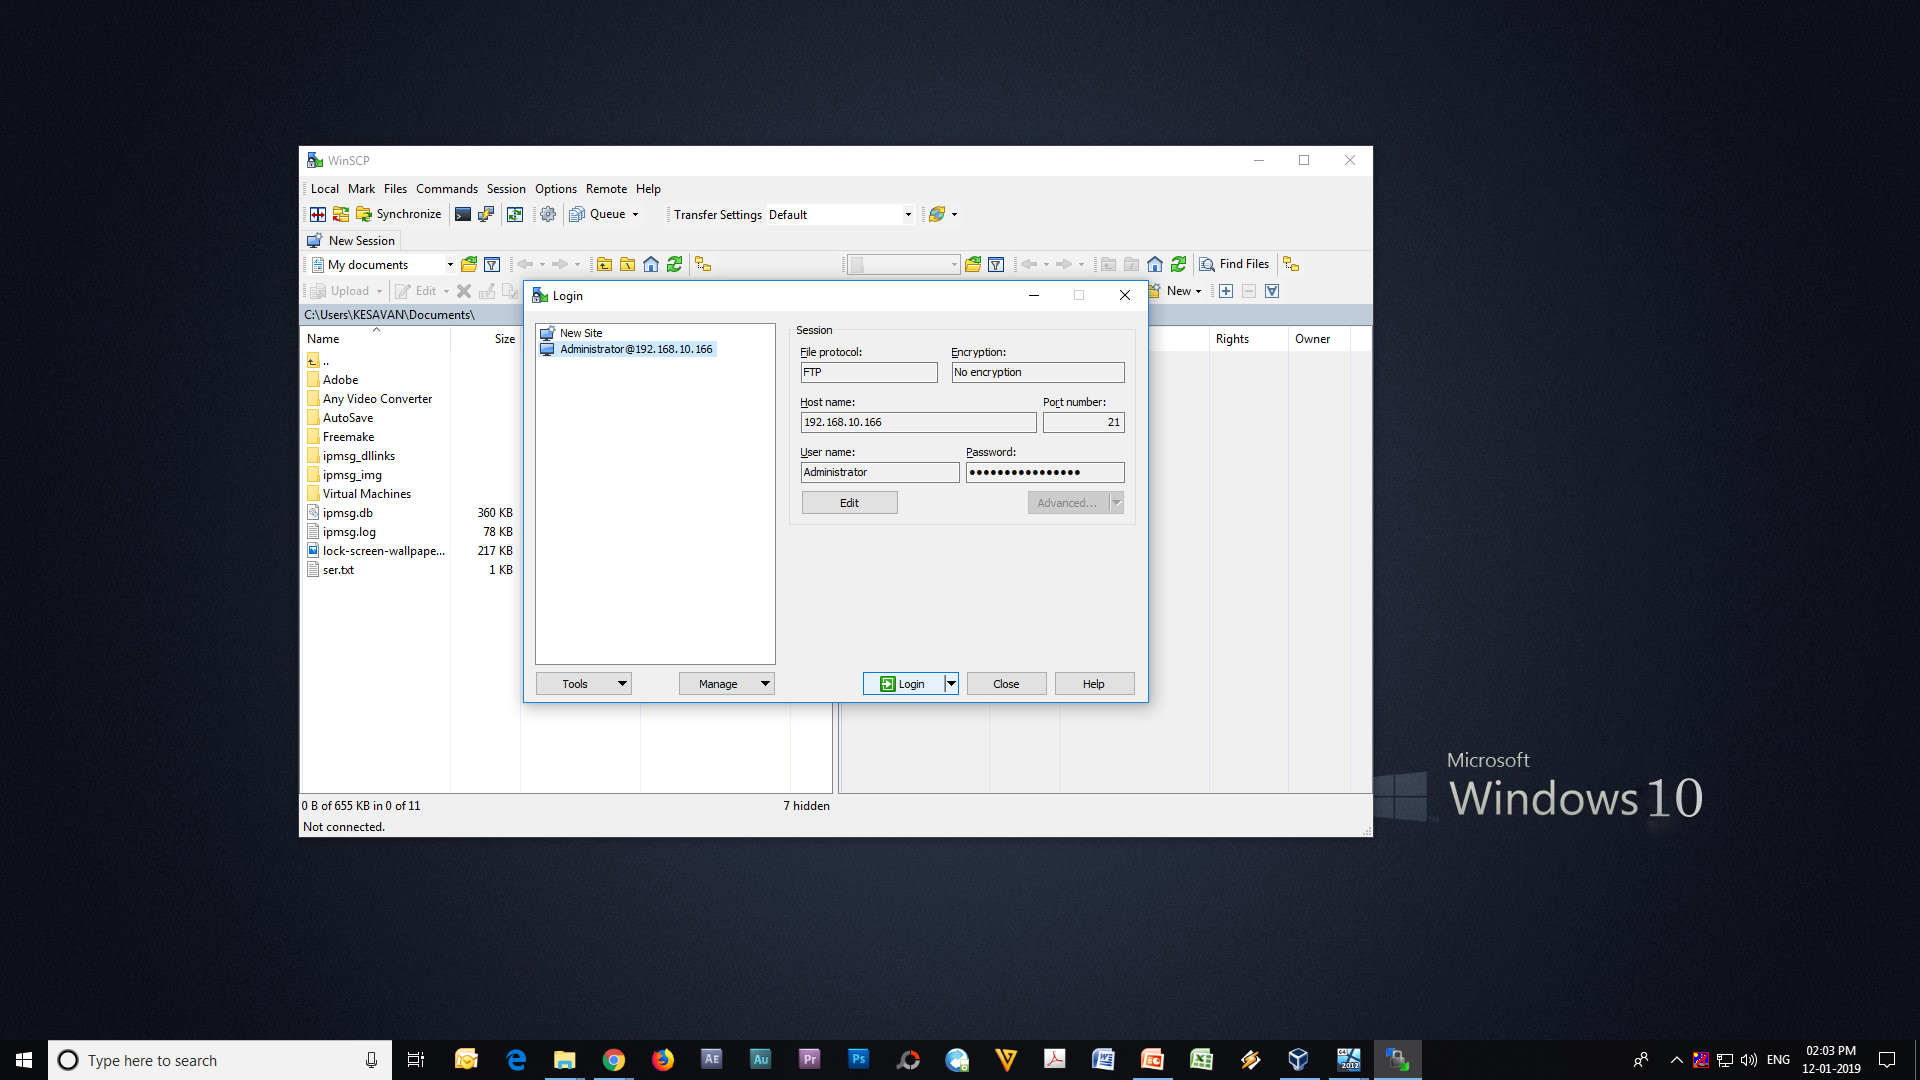 WinSCP
Local Mark Files Commands Session Options Remote Help
Synchronize Queue Transfer Settings Default
New Session
My documents Find Files
Upload Edit New
C:\Users\KESAVAN\Documents\
Name Size Rights Owner
..
Adobe
Any Video Converter
AutoSave
Freemake
ipmsg_dllinks
ipmsg_img
Virtual Machines
ipmsg.db 360 KB
ipmsg.log 78 KB
lock-screen-wallpape... 217 KB
ser.txt 1 KB
0 B of 655 KB in 0 of 11 7 hidden
Not connected.
Login
New Site
Administrator@192.168.10.166
Session
File protocol: Encryption:
FTP No encryption
Host name: Port number:
192.168.10.166 21
User name: Password:
Administrator ••••••••••••••••
Edit Advanced...
Tools Manage Login Close Help
Microsoft
Windows 10
Type here to search
AE Au Pr Ps
2012
ENG
02:03 PM
12-01-2019